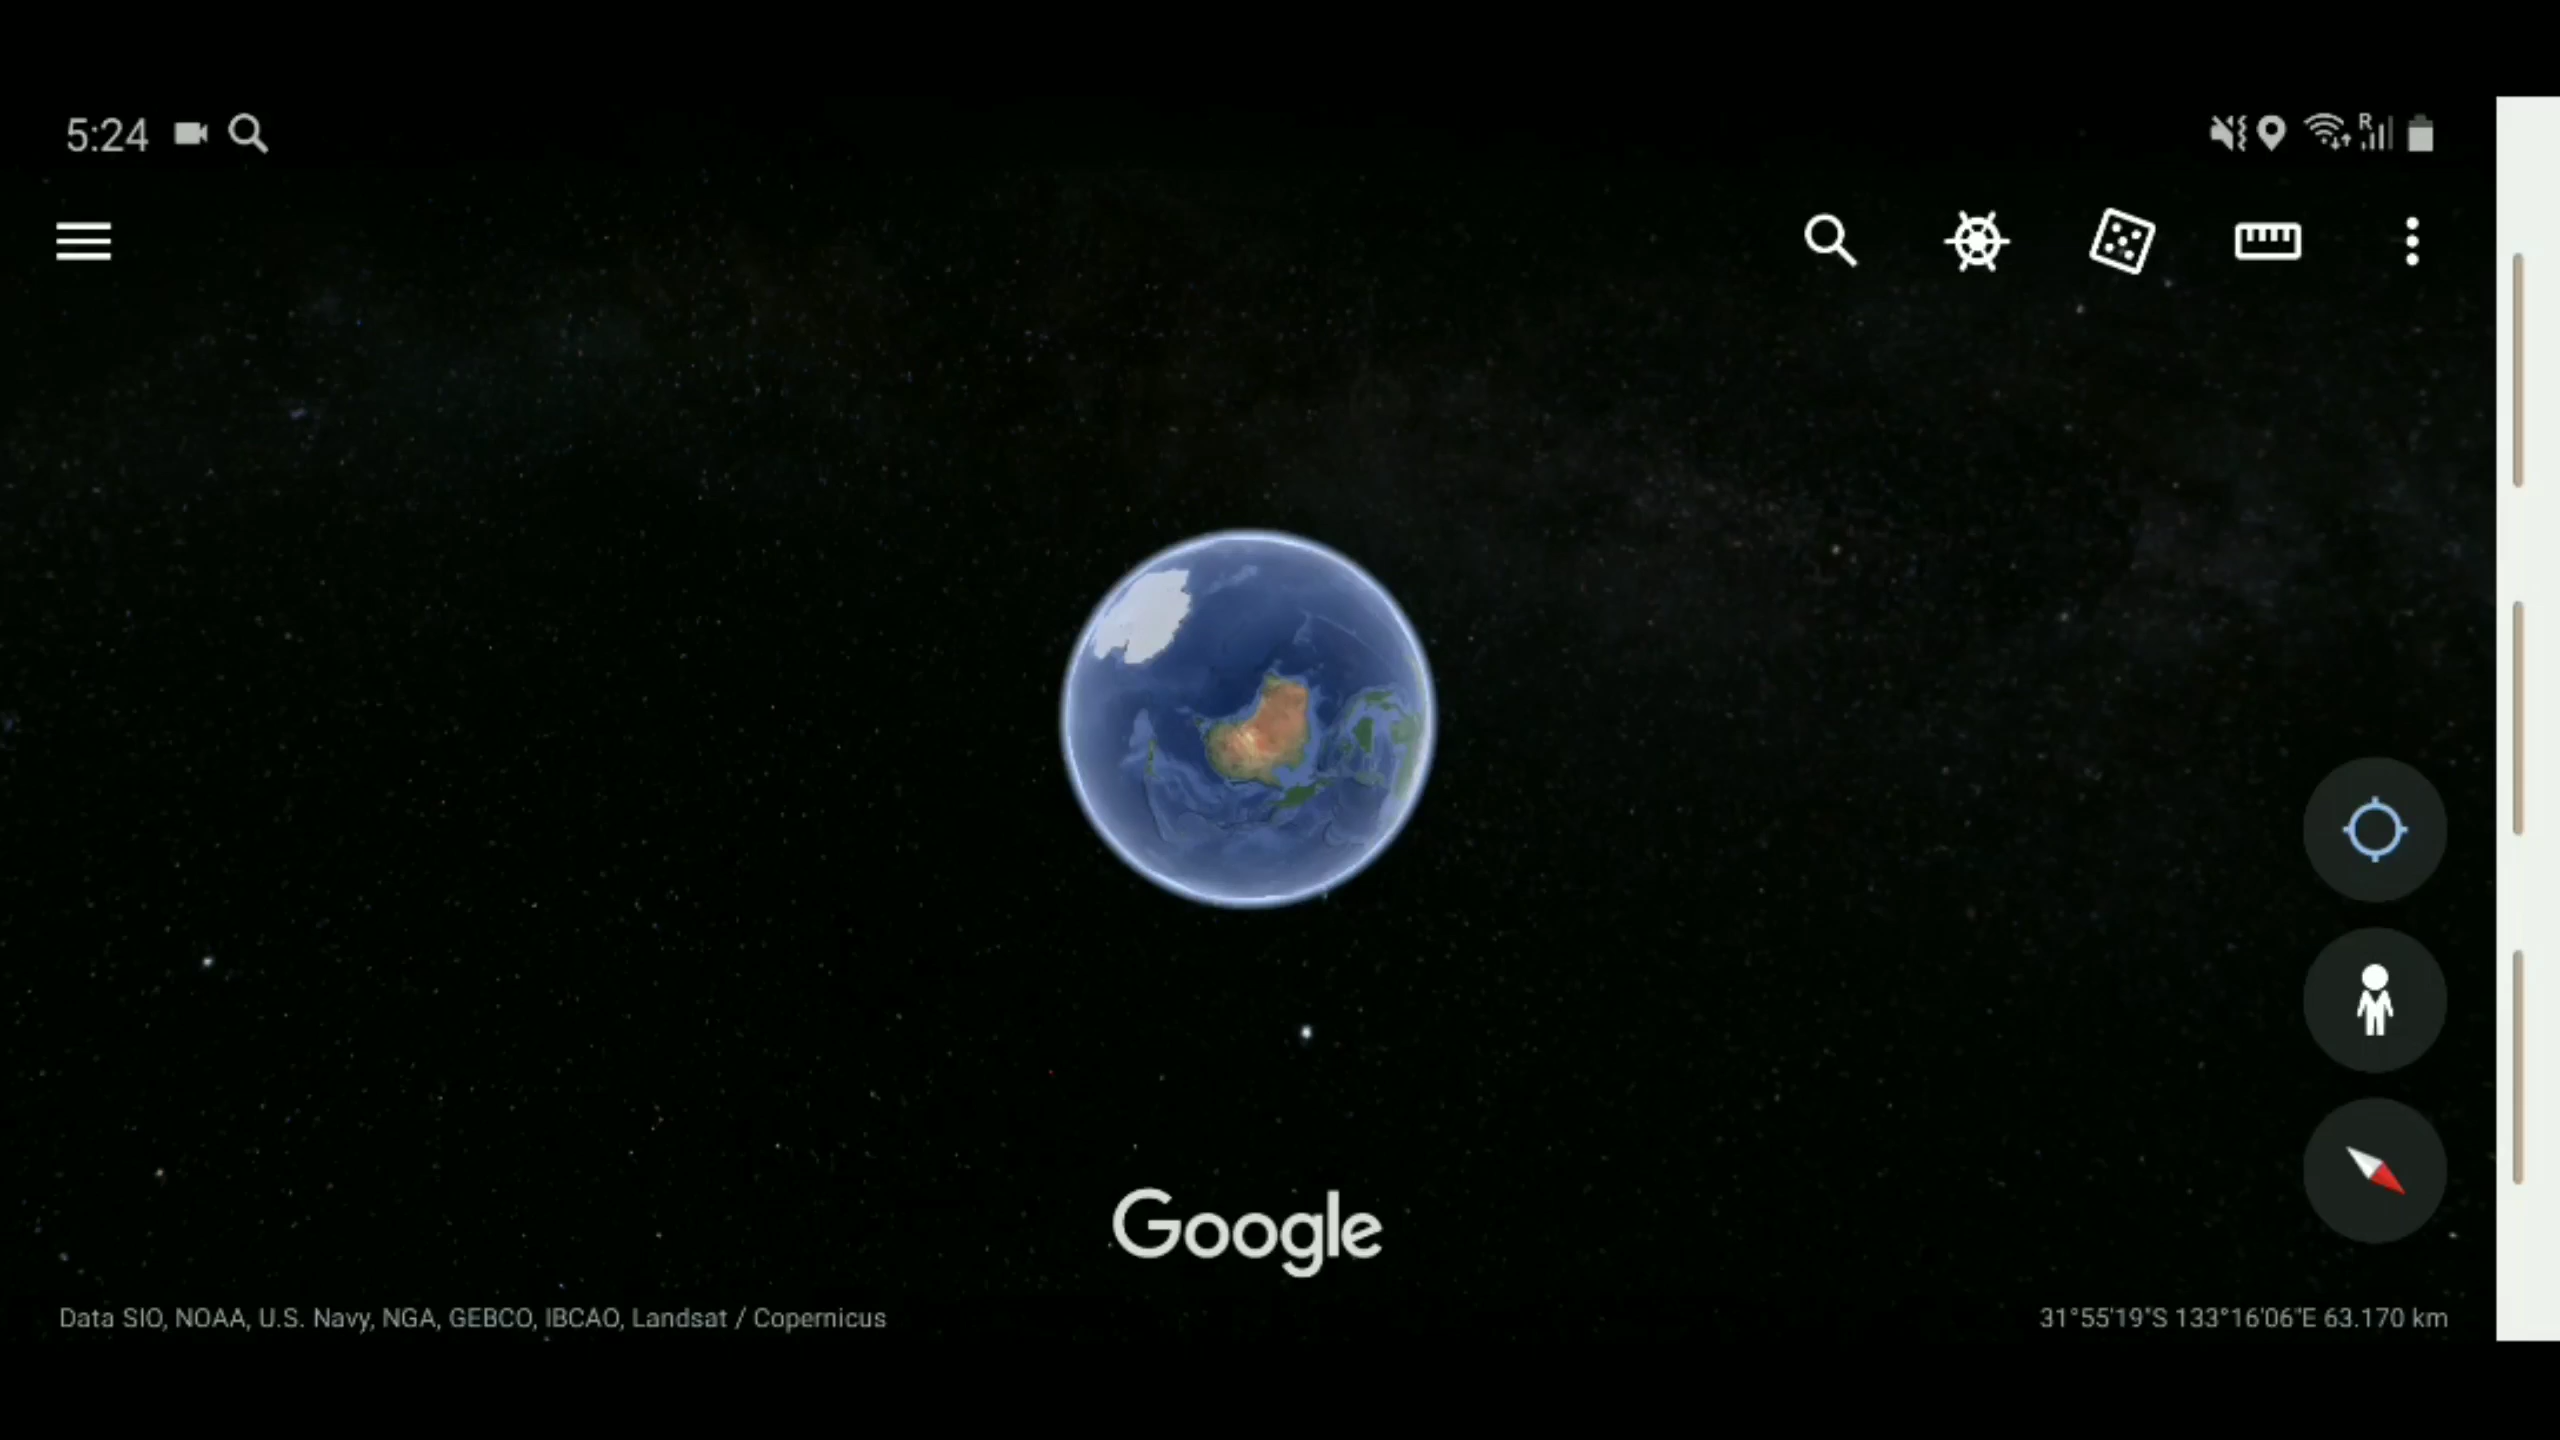 5:24
R
Google
Data SIO, NOAA, U.S. Navy, NGA, GEBCO, IBCAO, Landsat / Copernicus
31°55'19"S 133°16'06"E 63.170 km